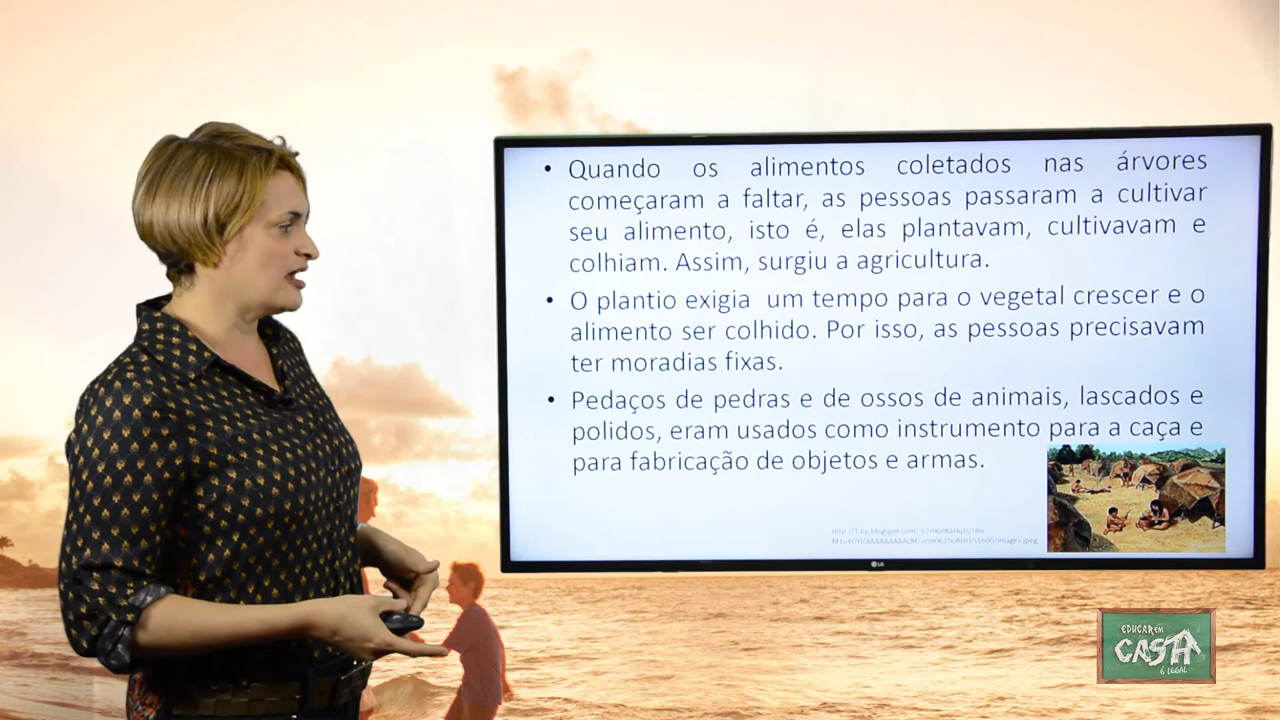 • Quando os alimentos coletados nas árvores
começaram a faltar, as pessoas passaram a cultivar
seu alimento, isto é, elas plantavam, cultivavam e
colhiam. Assim, surgiu a agricultura.
• O plantio exigia um tempo para o vegetal crescer e o
alimento ser colhido. Por isso, as pessoas precisavam
ter moradias fixas.
• Pedaços de pedras e de ossos de animais, lascados e
polidos, eram usados como instrumento para a caça e
para fabricação de objetos e armas.
LG
EDUCAR EM
CASA
É LEGAL